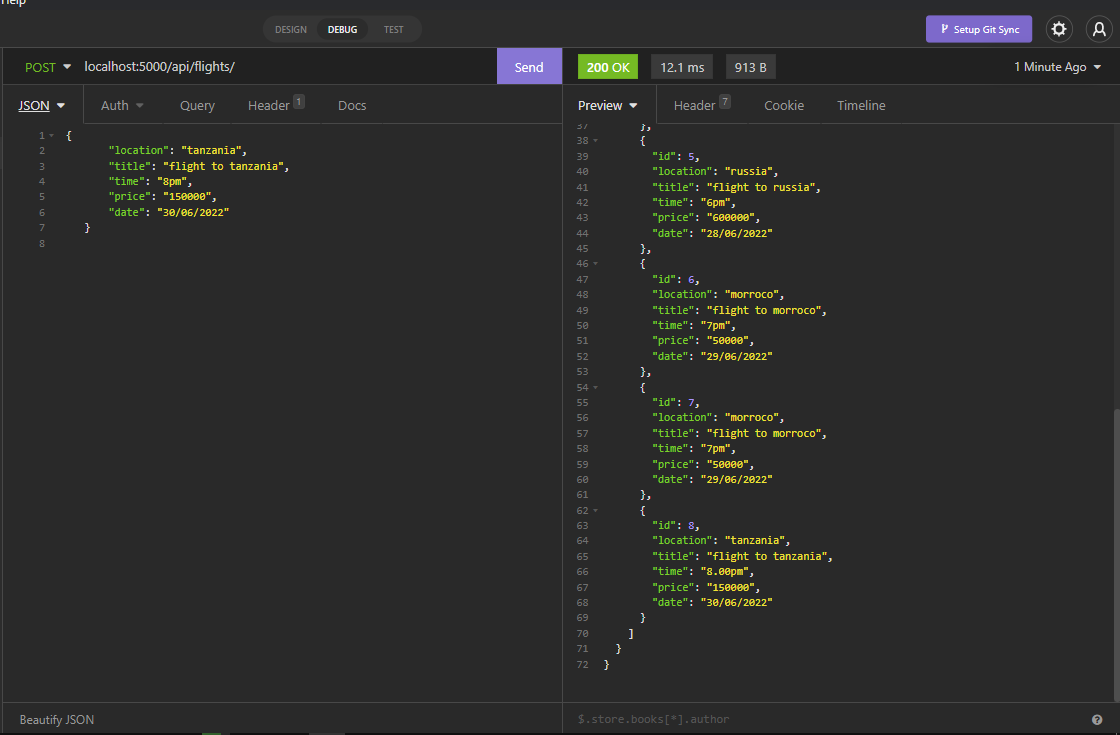 Help
DESIGN DEBUG TEST
Setup Git Sync
POST localhost:5000/api/flights/ Send
200 OK 12.1 ms 913 B 1 Minute Ago
JSON Auth Query Header 1 Docs
Preview Header 7 Cookie Timeline
1 {
2 "location": "tanzania",
3 "title": "flight to tanzania",
4 "time": "8pm",
5 "price": "150000",
6 "date": "30/06/2022"
7 }
8
37 },
38 {
39 "id": 5,
40 "location": "russia",
41 "title": "flight to russia",
42 "time": "6pm",
43 "price": "600000",
44 "date": "28/06/2022"
45 },
46 {
47 "id": 6,
48 "location": "morroco",
49 "title": "flight to morroco",
50 "time": "7pm",
51 "price": "50000",
52 "date": "29/06/2022"
53 },
54 {
55 "id": 7,
56 "location": "morroco",
57 "title": "flight to morroco",
58 "time": "7pm",
59 "price": "50000",
60 "date": "29/06/2022"
61 },
62 {
63 "id": 8,
64 "location": "tanzania",
65 "title": "flight to tanzania",
66 "time": "8.00pm",
67 "price": "150000",
68 "date": "30/06/2022"
69 }
70 ]
71 }
72 }
Beautify JSON
$.store.books[*].author